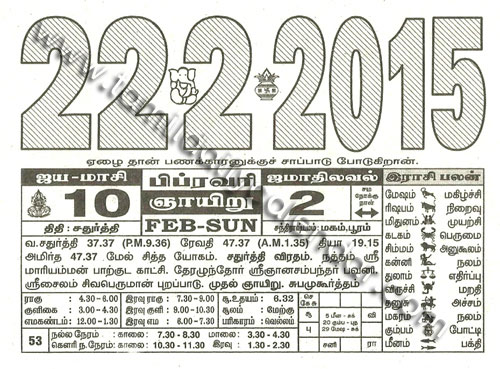 22-2-2015
www.tamildailycalendar.com
ஏழை தான் பணக்காரனுக்குச் சாப்பாடு போடுகிறான்.
ஜய-மாசி பிப்ரவரி ஜமாதிலவல் இராசி பலன்
10 ஞாயிறு 2 சம நோக்கு நாள்
திதி : சதுர்த்தி FEB-SUN சந்திராஷ்: மகம்,பூரம்
வ.சதுர்த்தி 37.37 (P.M.9.36) ரேவதி 47.37 (A.M.1.35) தியா 19.15
அமிர்த 47.37 மேல் சித்த யோகம். சதுர்த்தி விரதம். நத்தம் ஸ்ரீ
மாரியம்மன் பாற்குட காட்சி. தேரழுந்தூர் ஸ்ரீஞானசம்பந்தர் பவனி.
ஸ்ரீசைலம் சிவபெருமான் புறப்பாடு. முதல் ஞாயிறு. சுபமுகூர்த்தம்
மேஷம் மகிழ்ச்சி
ரிஷபம் நிறைவு
மிதுனம் முயற்சி
கடகம் பெருமை
சிம்மம் அனுகூலம்
கன்னி நலம்
துலாம் எதிர்ப்பு
விருச் மறதி
தனுசு அச்சம்
மகரம் நலம்
கும்பம் போட்டி
மீனம் பக்தி
ராகு 4.30 - 6.00 இரவு ராகு 7.30 - 9.00 சூ.உதயம் : 6.32
குளிகை 3.00 - 4.30 இரவு குளி 9.00 - 10.30 சூலம் : மேற்கு
எமகண்டம் 12.00 - 1.30 இரவு எம 6.00 - 7.30 பரிகாரம் : வெல்லம்
53 நல்ல நேரம் : காலை : 7.30 - 8.30 மாலை : 3.30 - 4.30
கௌரி ந.நேரம் : காலை : 10.30 - 11.30 இரவு : 1.30 - 2.30
சனி ரா